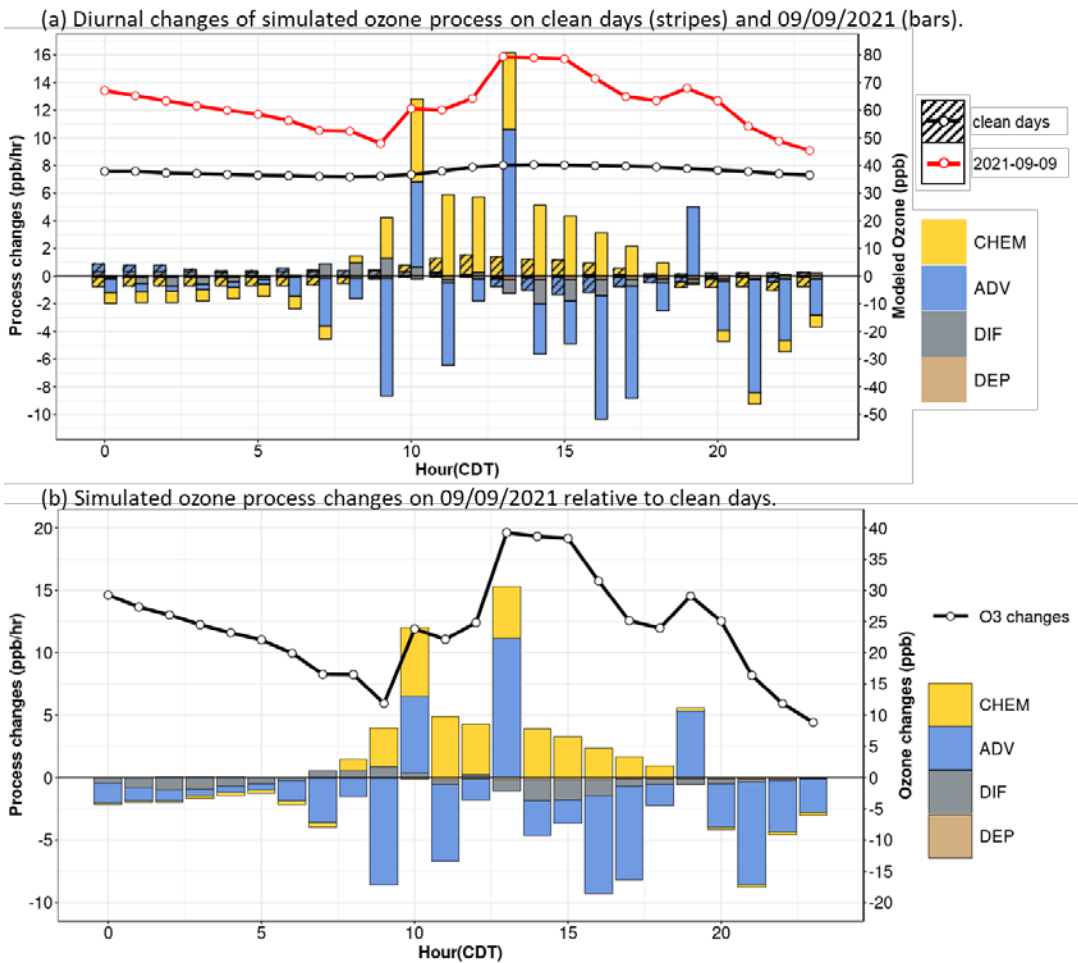 (a) Diurnal changes of simulated ozone process on clean days (stripes) and 09/09/2021 (bars).
Process changes (ppb/hr)
16
14
12
10
8
6
4
2
0
-2
-4
-6
-8
-10
80
70
60
50
40
30
20
10
0
-10
-20
-30
-40
-50
Modeled Ozone (ppb)
0 5 10 15 20
Hour(CDT)
clean days
2021-09-09
CHEM
ADV
DIF
DEP
(b) Simulated ozone process changes on 09/09/2021 relative to clean days.
Process changes (ppb/hr)
20
15
10
5
0
-5
-10
40
35
30
25
20
15
10
5
0
-5
-10
-15
-20
Ozone changes (ppb)
0 5 10 15 20
Hour(CDT)
O3 changes
CHEM
ADV
DIF
DEP